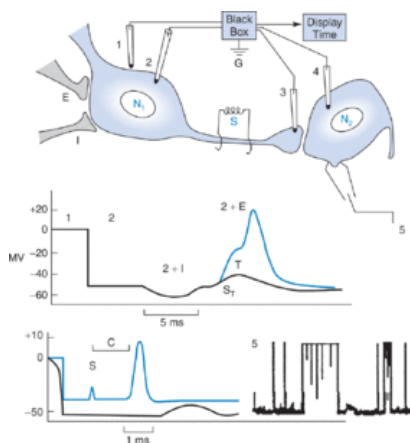 Black Box
Display Time
1
2
G
3
4
E
N1
S
N2
I
5
+20
1
2
2 + E
0
MV
−20
−40
2 + I
T
−60
ST
5 ms
+10
C
5
0
S
−50
1 ms